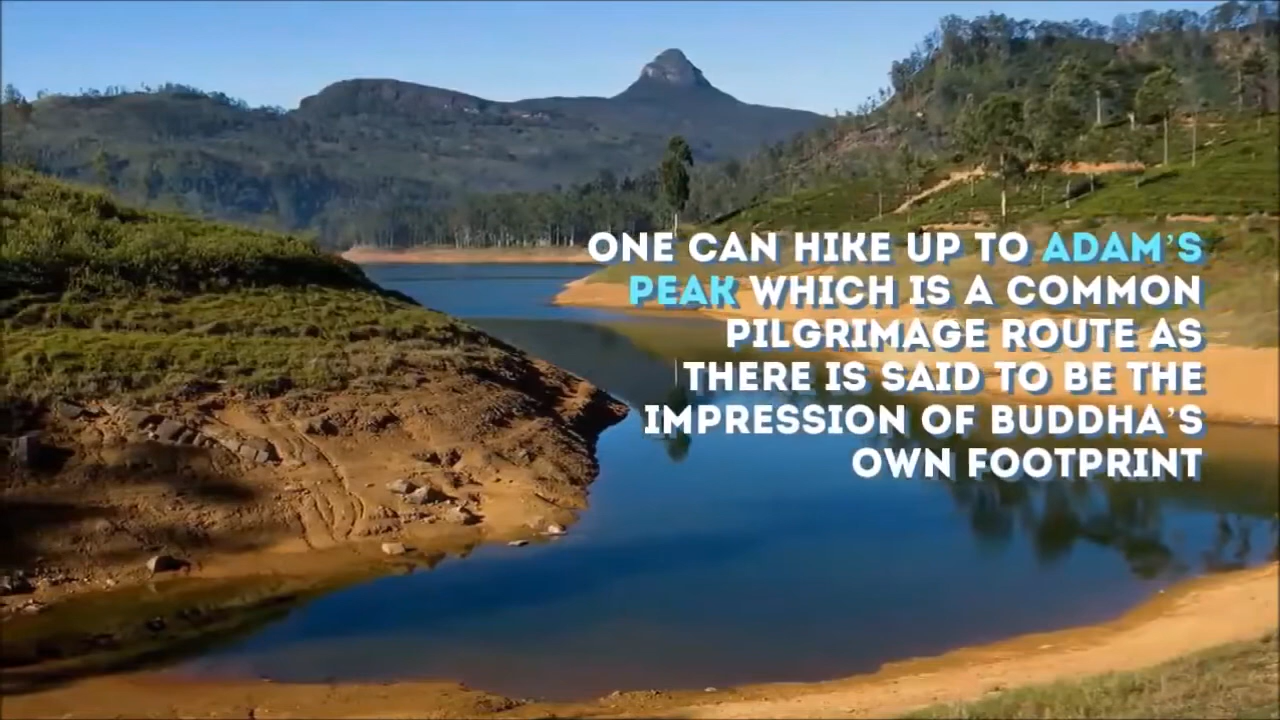 ONE CAN HIKE UP TO ADAM'S
PEAK WHICH IS A COMMON
PILGRIMAGE ROUTE AS
THERE IS SAID TO BE THE
IMPRESSION OF BUDDHA'S
OWN FOOTPRINT